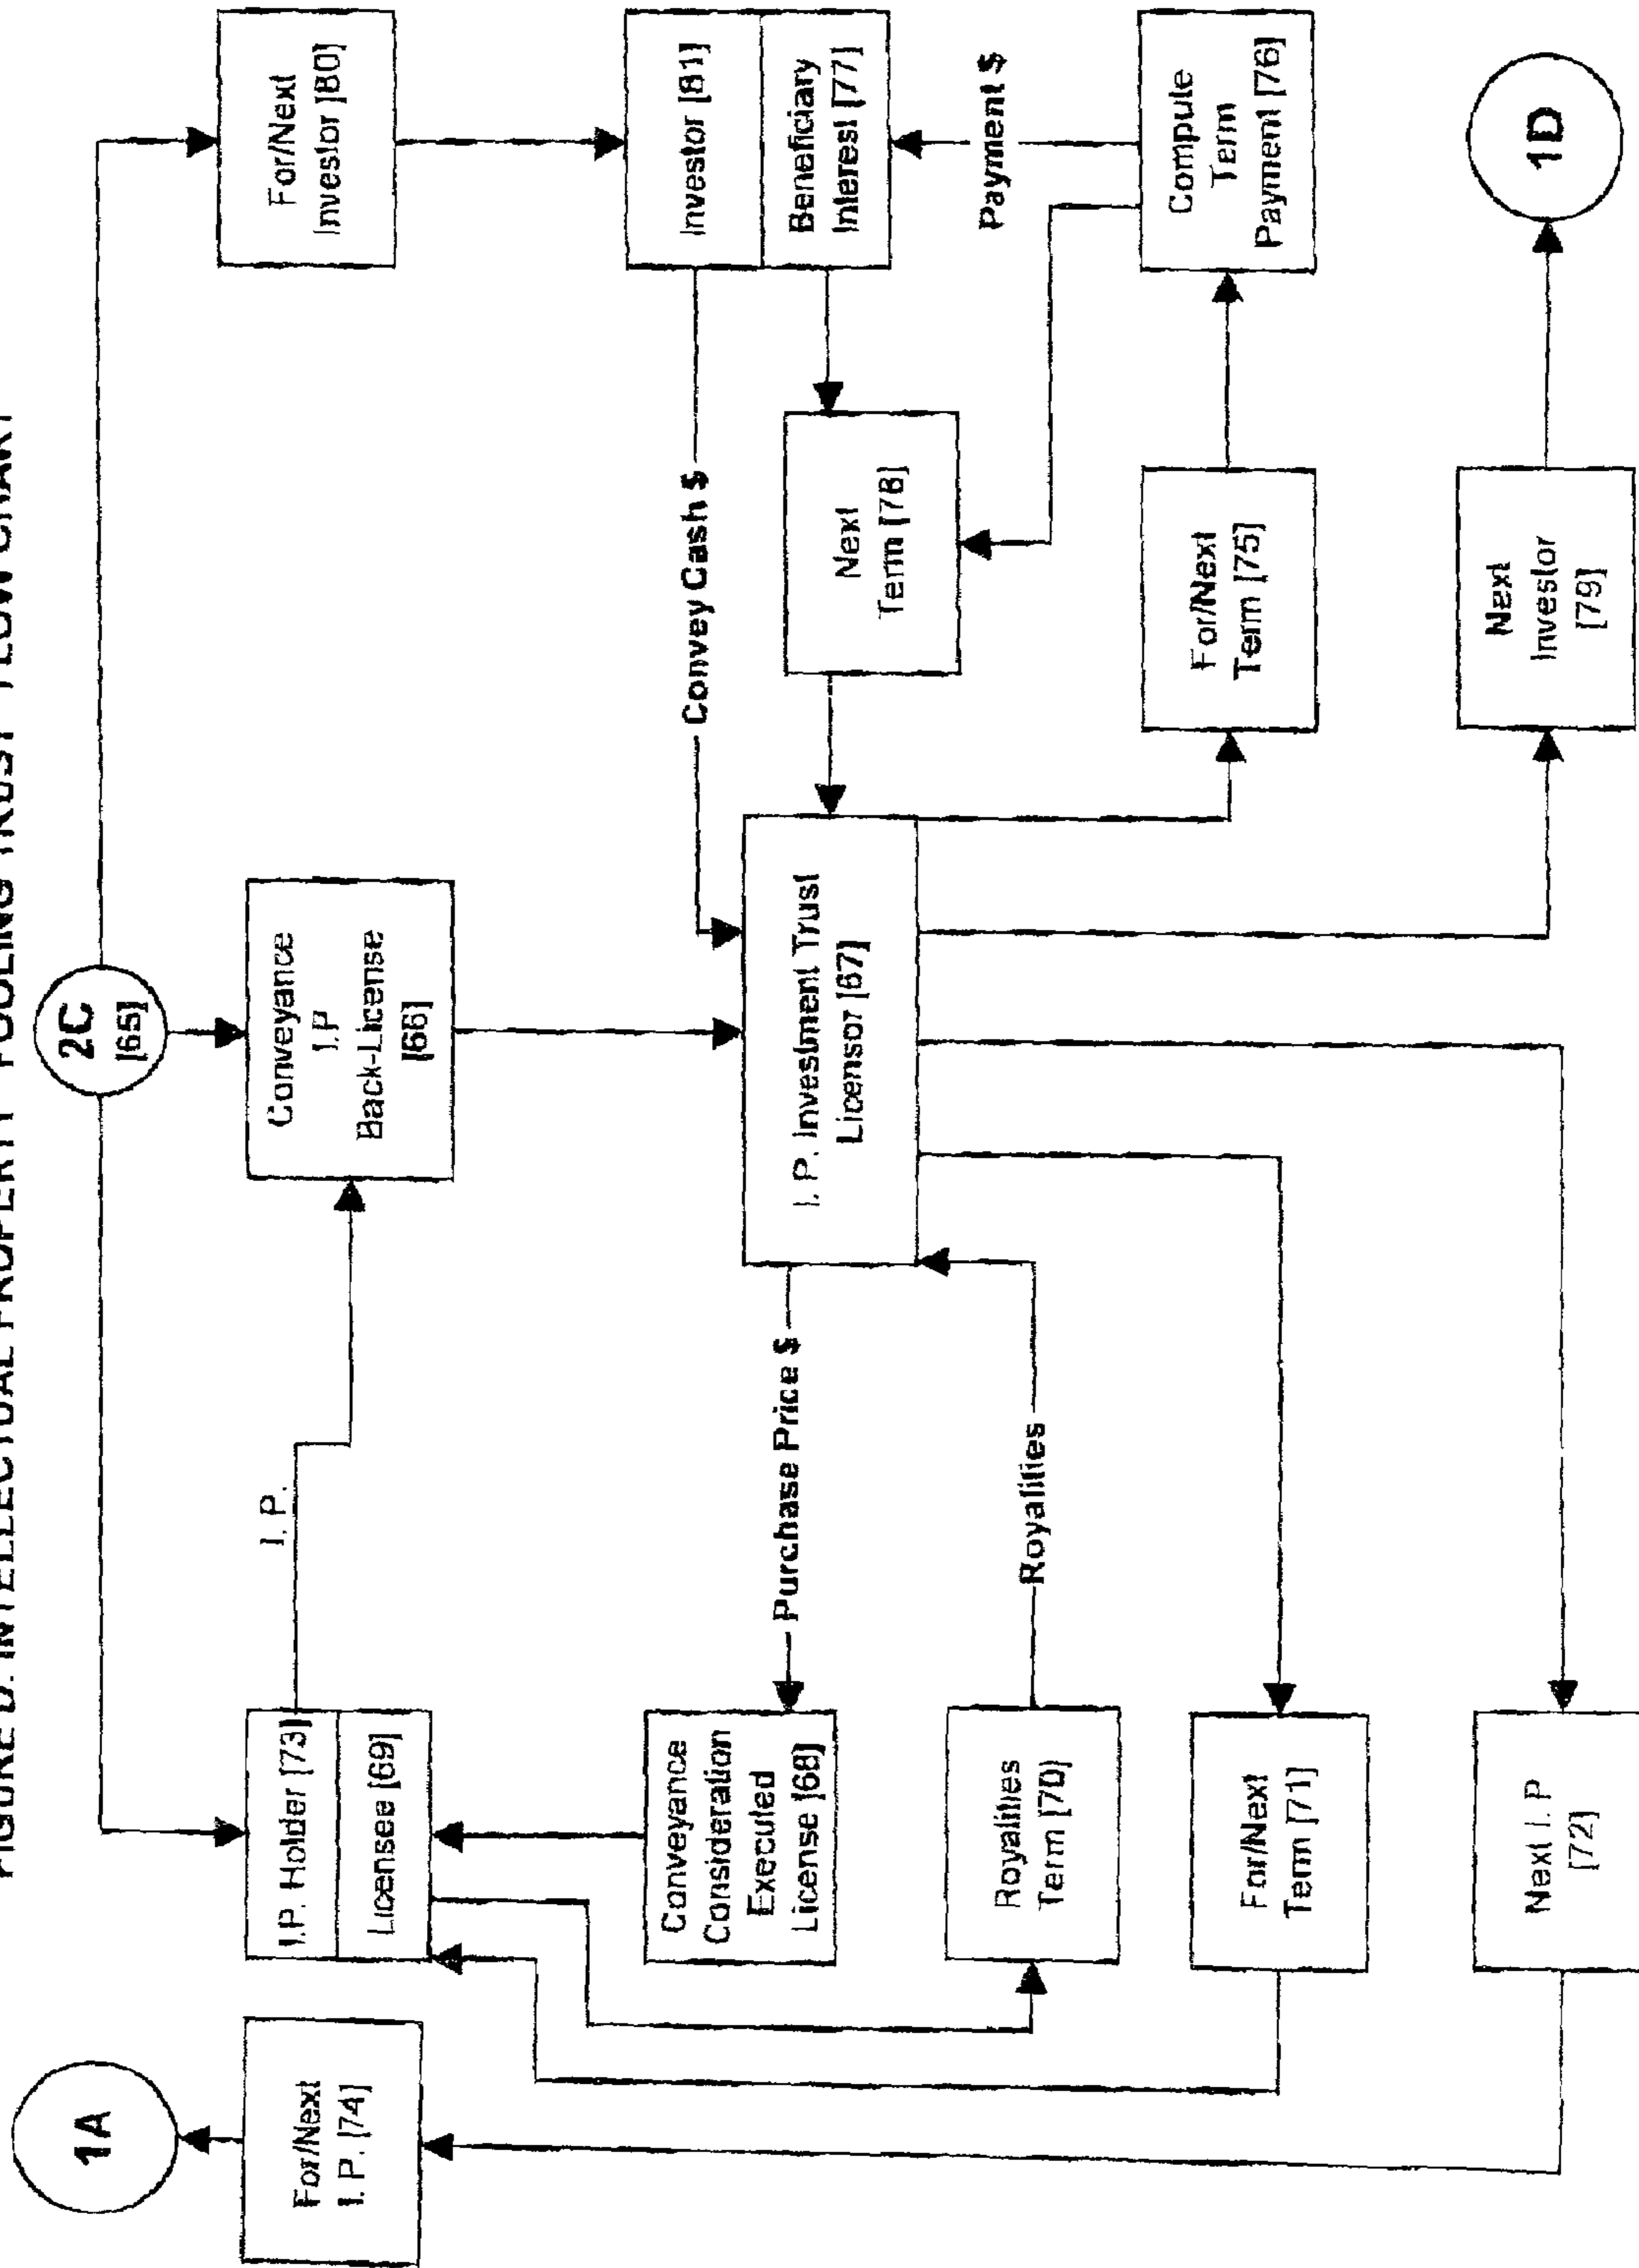 FIGURE D: INTELLECTUAL PROPERTY POOLING TRUST FLOW CHART
1A
2C
[65]
For/Next
I.P. [74]
I.P. Holder [73]
Licensee [69]
I.P.
Conveyance
I.P
Back-License
[66]
For/Next
Investor [80]
Conveyance
Consideration
Executed
License [68]
Purchase Price $
I.P. Investment Trust
Licensor [67]
Convey Cash $
Investor [81]
Beneficiary
Interest [77]
Next
Term [78]
Royalities
Term [70]
Royalities
Payment $
For/Next
Term [71]
For/Next
Term [75]
Compute
Term
Payment [76]
Next I.P
[72]
Next
Investor
[79]
1D